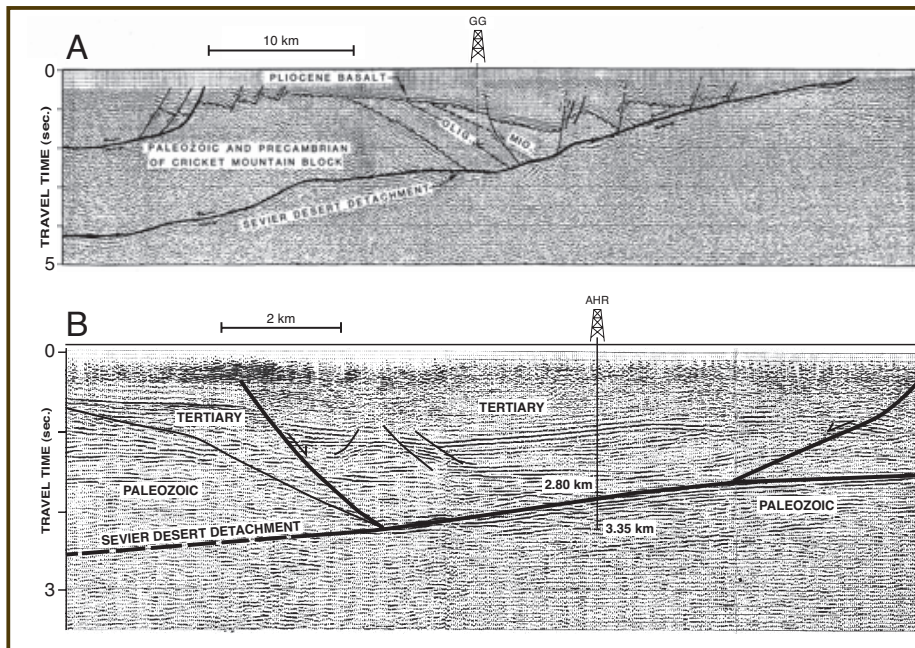 A
10 km
GG
0
PLIOCENE BASALT
OLIG.
MIO.
PALEOZOIC AND PRECAMBRIAN
OF CRICKET MOUNTAIN BLOCK
SEVIER DESERT DETACHMENT
TRAVEL TIME (sec.)
5
B
2 km
AHR
0
TERTIARY
TERTIARY
PALEOZOIC
2.80 km
3.35 km
PALEOZOIC
SEVIER DESERT DETACHMENT
TRAVEL TIME (sec.)
3